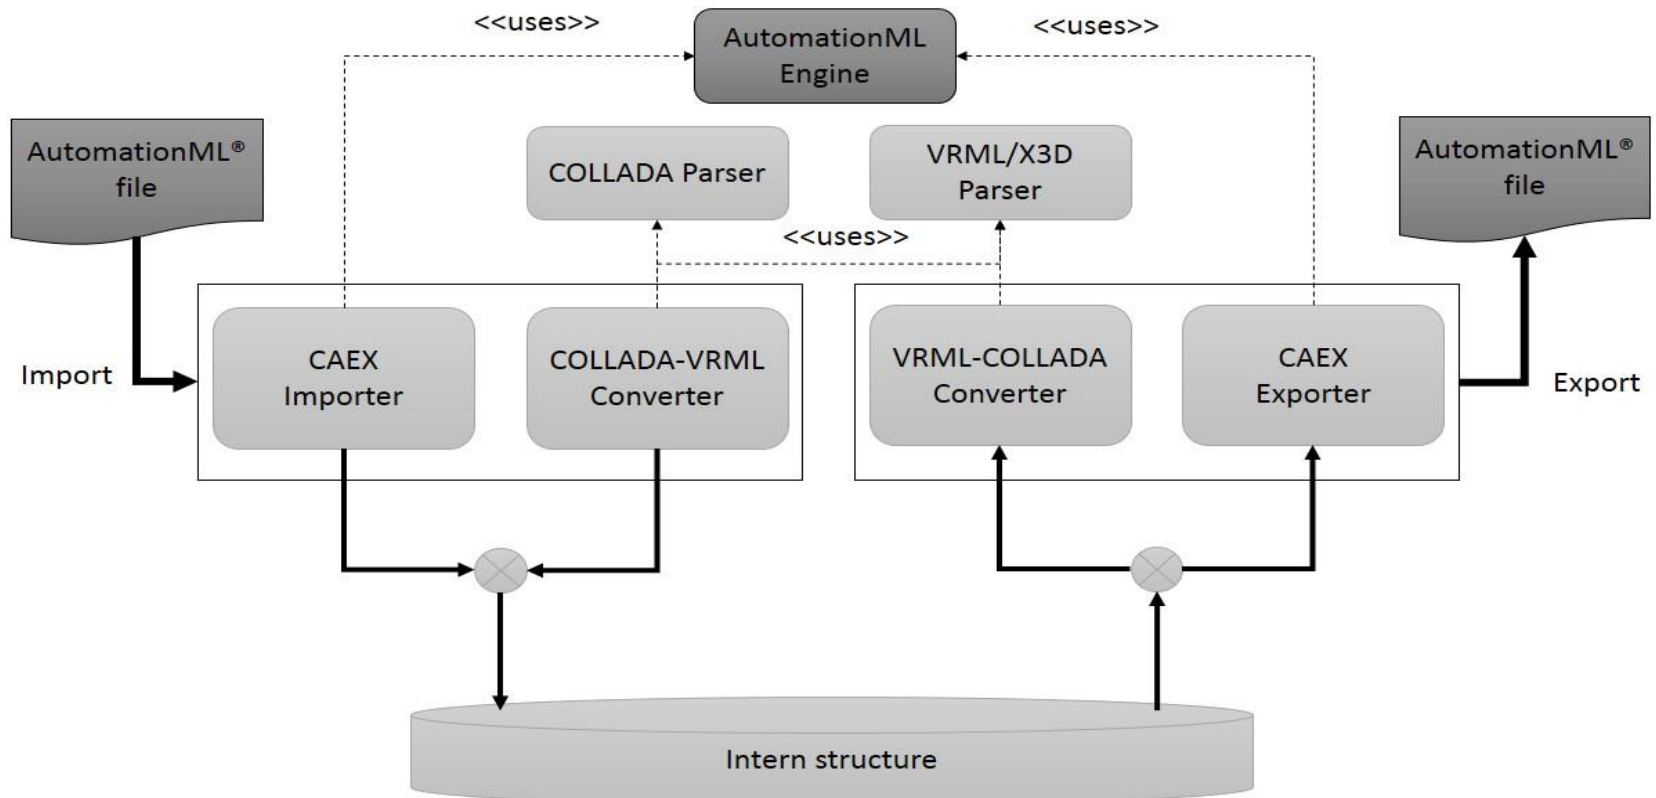 <<uses>>
AutomationML
Engine
<<uses>>
AutomationML®
file
COLLADA Parser
VRML/X3D
Parser
AutomationML®
file
<<uses>>
Import
CAEX
Importer
COLLADA-VRML
Converter
VRML-COLLADA
Converter
CAEX
Exporter
Export
Intern structure